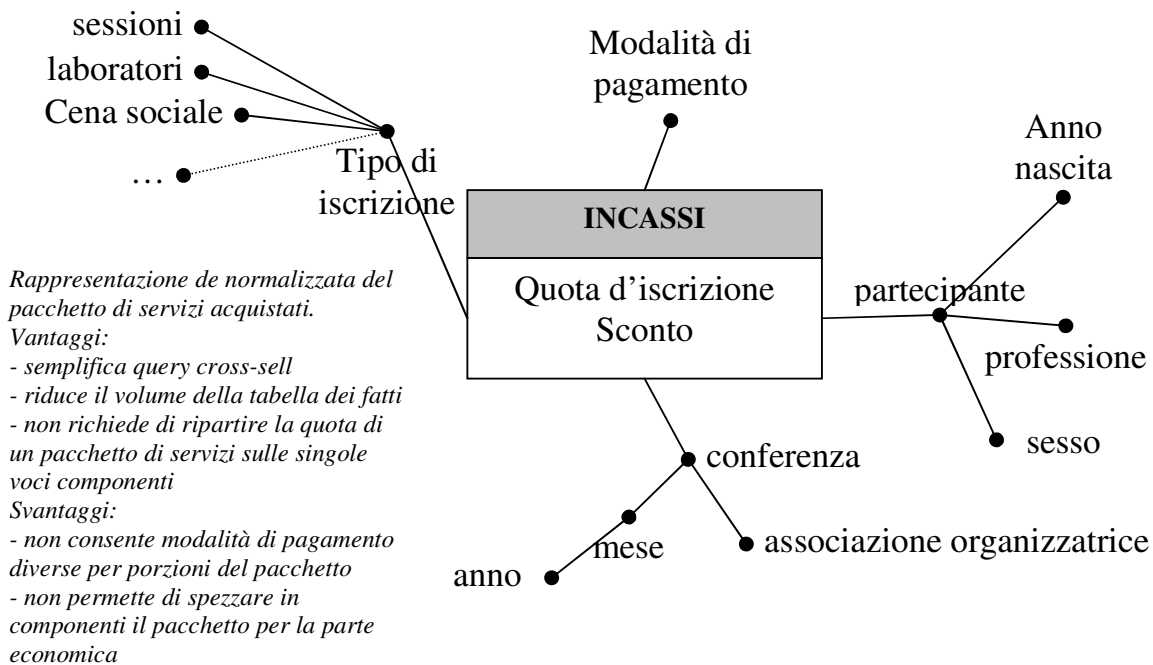 sessioni
laboratori
Cena sociale
…
Tipo di
iscrizione
Modalità di
pagamento
Anno
nascita
INCASSI
Quota d’iscrizione
Sconto
partecipante
professione
sesso
conferenza
mese
anno
associazione organizzatrice
Rappresentazione de normalizzata del
pacchetto di servizi acquistati.
Vantaggi:
- semplifica query cross-sell
- riduce il volume della tabella dei fatti
- non richiede di ripartire la quota di
un pacchetto di servizi sulle singole
voci componenti
Svantaggi:
- non consente modalità di pagamento
diverse per porzioni del pacchetto
- non permette di spezzare in
componenti il pacchetto per la parte
economica